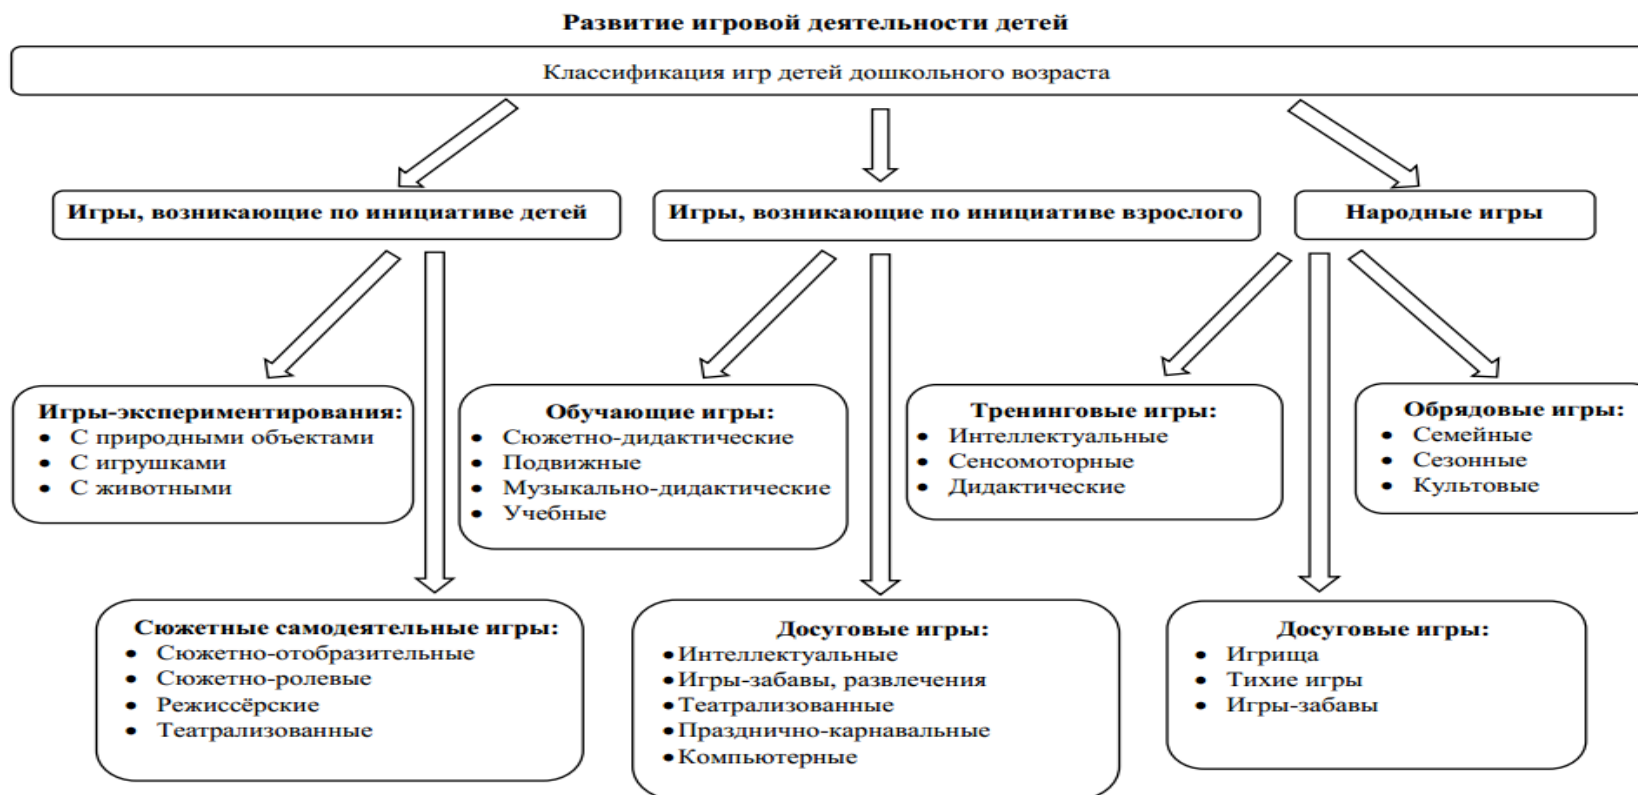 Развитие игровой деятельности детей
Классификация игр детей дошкольного возраста
Игры, возникающие по инициативе детей
Игры, возникающие по инициативе взрослого
Народные игры
Игры-экспериментирования:
• С природными объектами
• С игрушками
• С животными
Обучающие игры:
• Сюжетно-дидактические
• Подвижные
• Музыкально-дидактические
• Учебные
Тренинговые игры:
• Интеллектуальные
• Сенсомоторные
• Дидактические
Обрядовые игры:
• Семейные
• Сезонные
• Культовые
Сюжетные самодеятельные игры:
• Сюжетно-отобразительные
• Сюжетно-ролевые
• Режиссёрские
• Театрализованные
Досуговые игры:
• Интеллектуальные
• Игры-забавы, развлечения
• Театрализованные
• Празднично-карнавальные
• Компьютерные
Досуговые игры:
• Игрища
• Тихие игры
• Игры-забавы